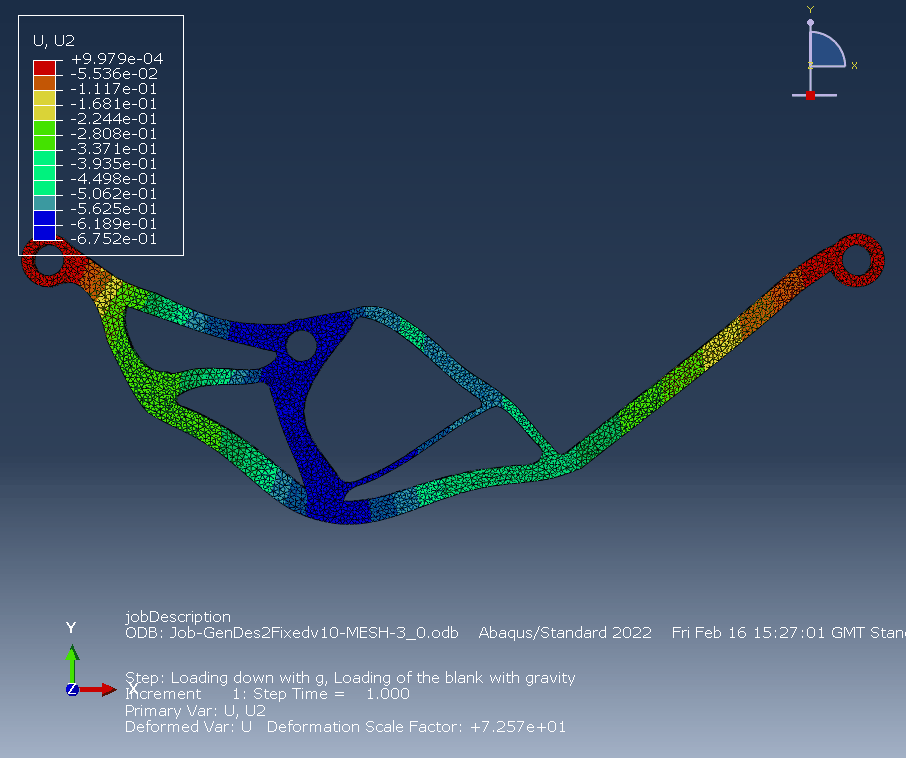 U, U2
+9.979e-04
-5.536e-02
-1.117e-01
-1.681e-01
-2.244e-01
-2.808e-01
-3.371e-01
-3.935e-01
-4.498e-01
-5.062e-01
-5.625e-01
-6.189e-01
-6.752e-01
Y
Z X
jobDescription
ODB: Job-GenDes2Fixedv10-MESH-3_0.odb Abaqus/Standard 2022 Fri Feb 16 15:27:01 GMT Stan
Y
Z X
Step: Loading down with g, Loading of the blank with gravity
Increment 1: Step Time = 1.000
Primary Var: U, U2
Deformed Var: U Deformation Scale Factor: +7.257e+01